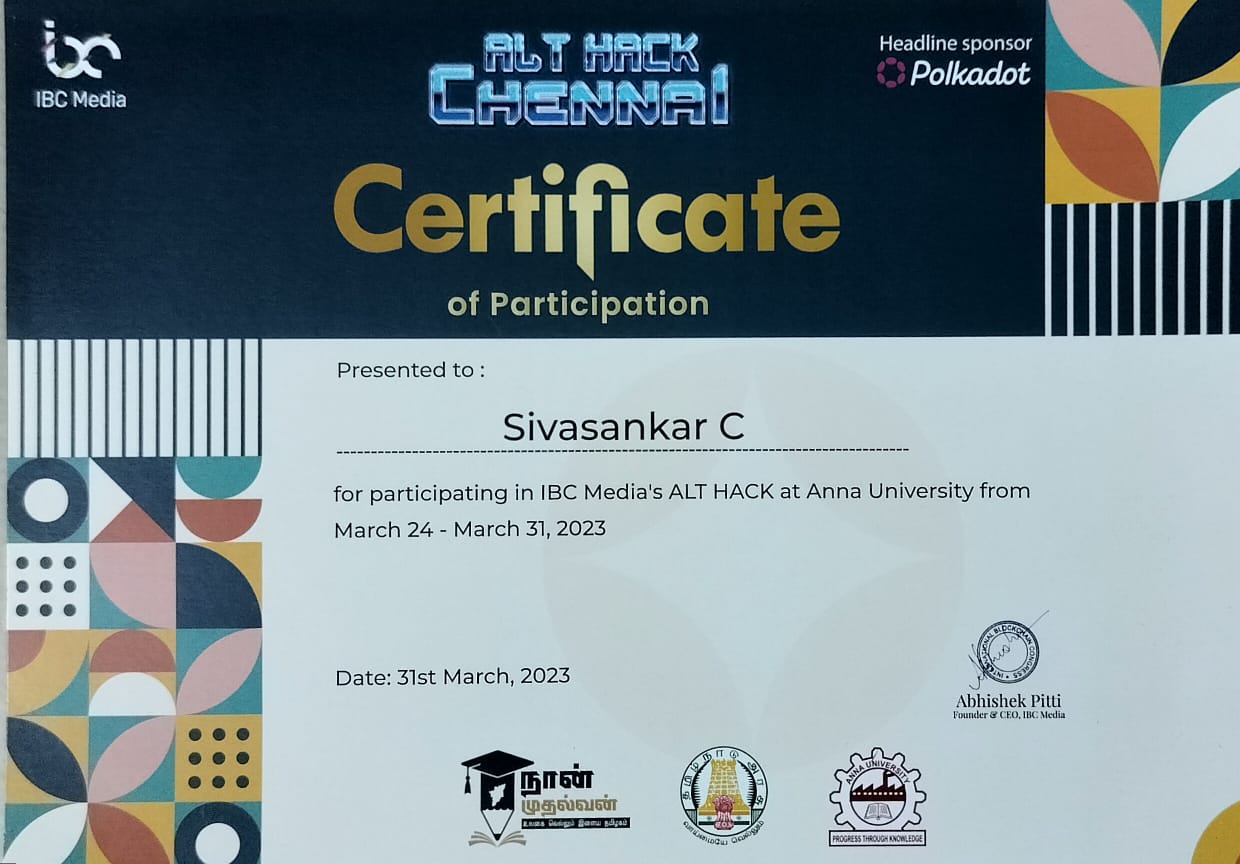 IBC Media
ALT HACK
CHENNAI
Headline sponsor
Polkadot
Certificate
of Participation
Presented to :
Sivasankar C
for participating in IBC Media's ALT HACK at Anna University from
March 24 - March 31, 2023
Date: 31st March, 2023
INTERNATIONAL BLOCKCHAIN CONGRESS
Abhishek Pitti
Founder & CEO, IBC Media
நான்
முதல்வன்
உலகை வெல்லும் இளைய தமிழகம்
தமிழ்நாடு அரசு
வாய்மையே வெல்லும்
ANNA UNIVERSITY
PROGRESS THROUGH KNOWLEDGE